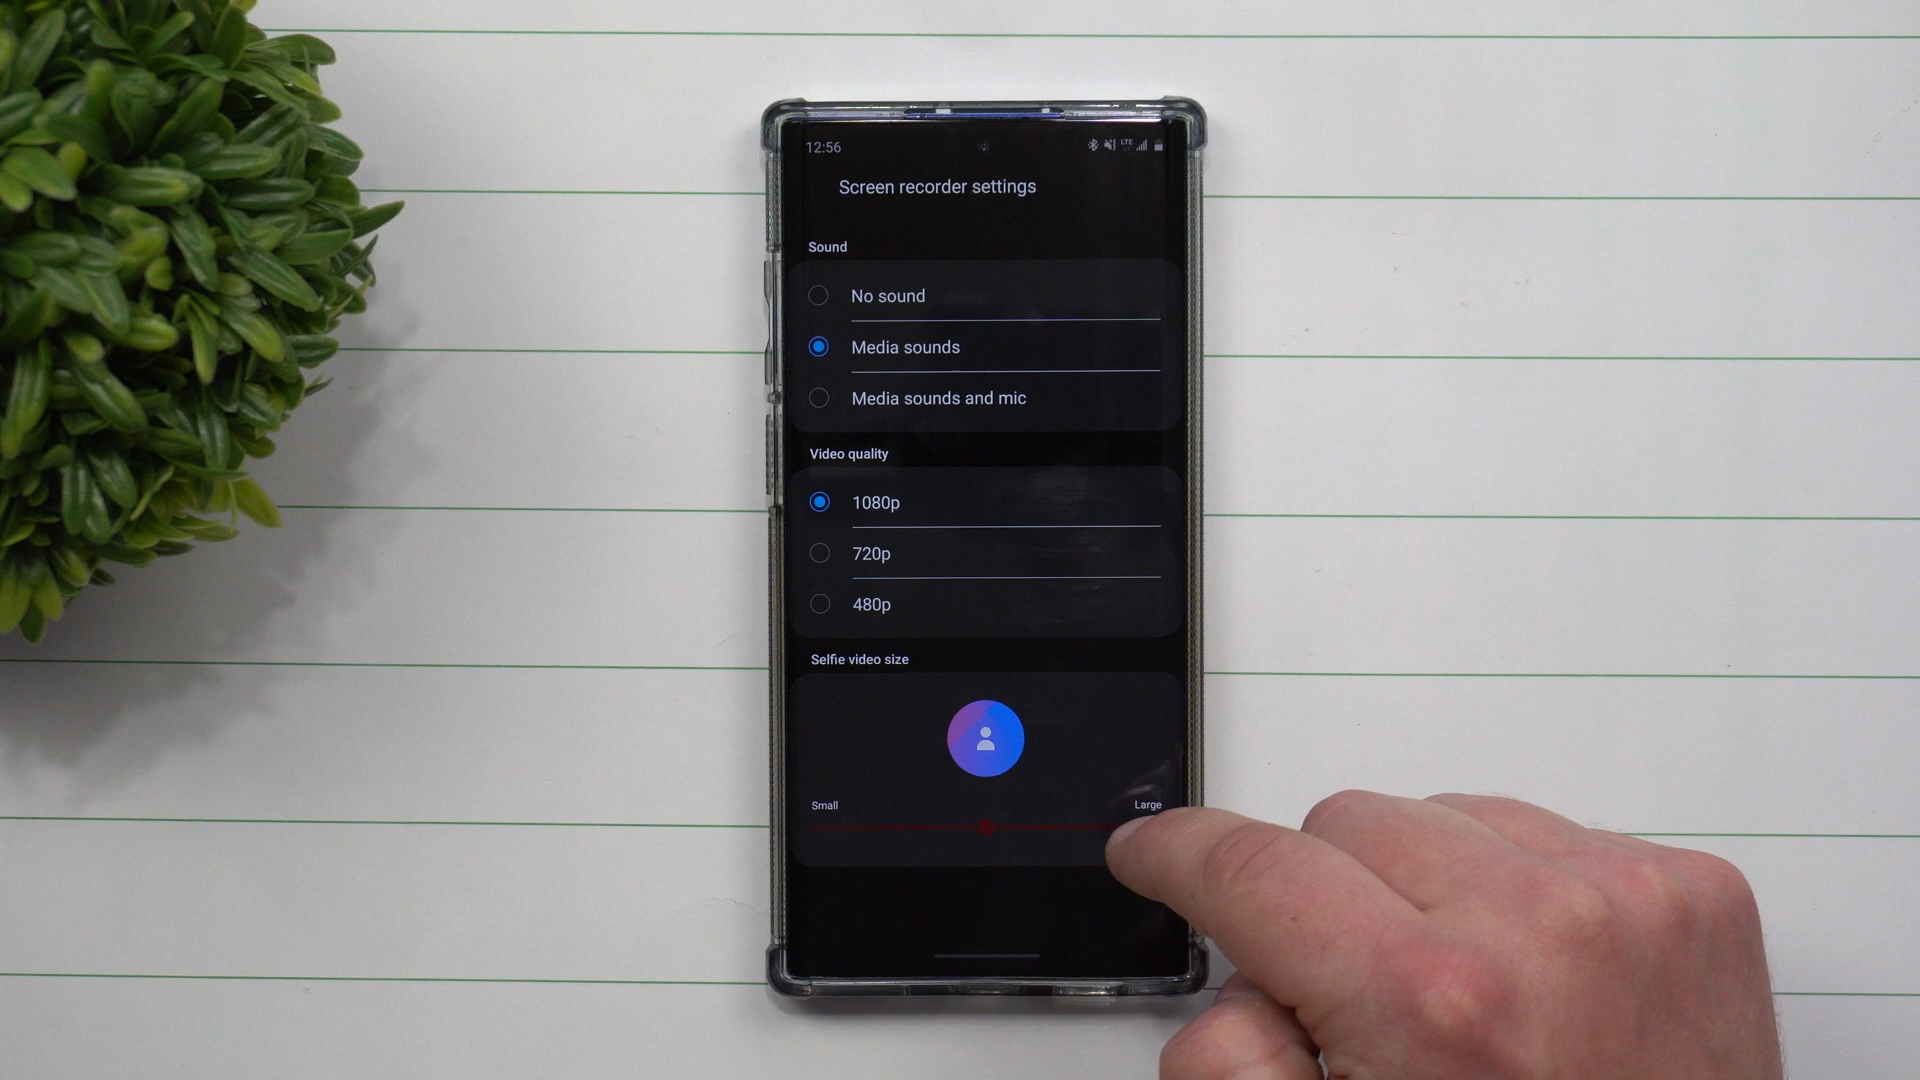 12:56
LTE
Screen recorder settings
Sound
No sound
Media sounds
Media sounds and mic
Video quality
1080p
720p
480p
Selfie video size
Small Large